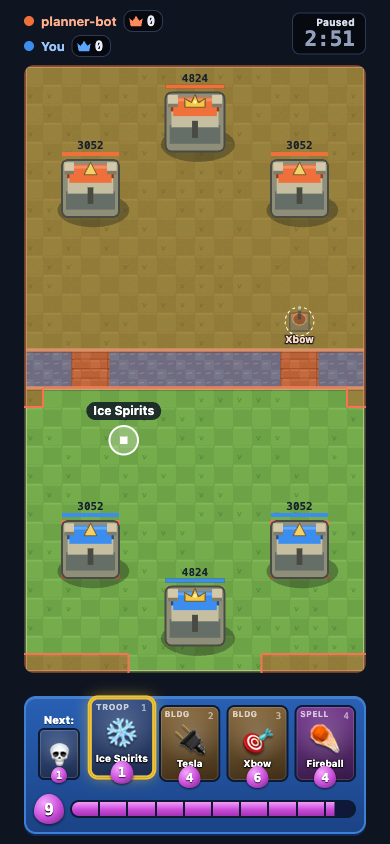 planner-bot 0
You 0
Paused
2:51
4824
3052
3052
Xbow
Ice Spirits
3052
3052
4824
Next:
1
TROOP 1
Ice Spirits
1
BLDG 2
Tesla
4
BLDG 3
Xbow
6
SPELL 4
Fireball
4
9